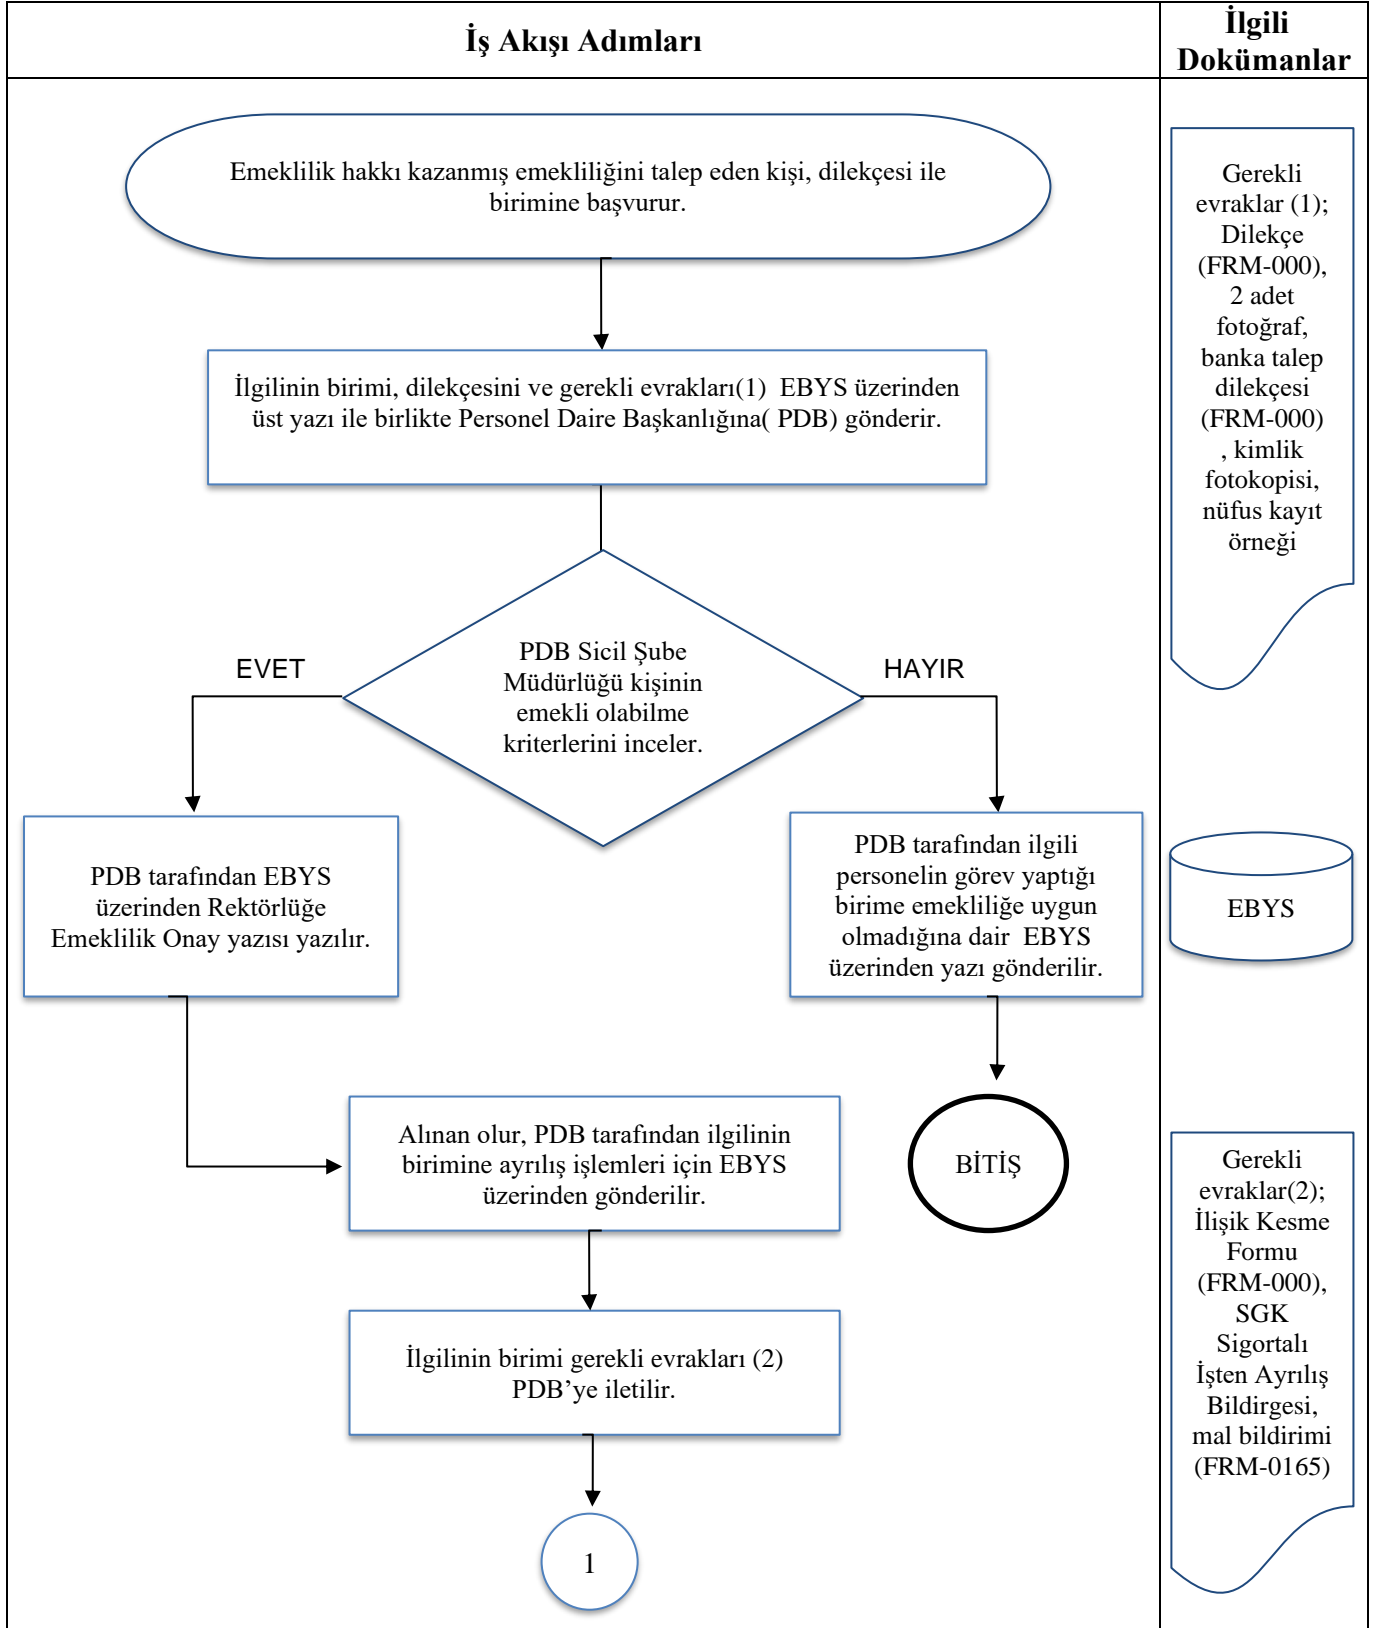 İş Akışı Adımları
İlgili
Dokümanlar
Emeklilik hakkı kazanmış emekliliğini talep eden kişi, dilekçesi ile
birimine başvurur.
İlgilinin birimi, dilekçesini ve gerekli evrakları(1)  EBYS üzerinden
üst yazı ile birlikte Personel Daire Başkanlığına( PDB) gönderir.
PDB Sicil Şube
Müdürlüğü kişinin
emekli olabilme
kriterlerini inceler.
EVET
HAYIR
PDB tarafından EBYS
üzerinden Rektörlüğe
Emeklilik Onay yazısı yazılır.
PDB tarafından ilgili
personelin görev yaptığı
birime emekliliğe uygun
olmadığına dair  EBYS
üzerinden yazı gönderilir.
Alınan olur, PDB tarafından ilgilinin
birimine ayrılış işlemleri için EBYS
üzerinden gönderilir.
BİTİŞ
İlgilinin birimi gerekli evrakları (2)
PDB’ye iletilir.
1
Gerekli
evraklar (1);
Dilekçe
(FRM-000),
2 adet
fotoğraf,
banka talep
dilekçesi
(FRM-000)
, kimlik
fotokopisi,
nüfus kayıt
örneği
EBYS
Gerekli
evraklar(2);
İlişik Kesme
Formu
(FRM-000),
SGK
Sigortalı
İşten Ayrılış
Bildirgesi,
mal bildirimi
(FRM-0165)